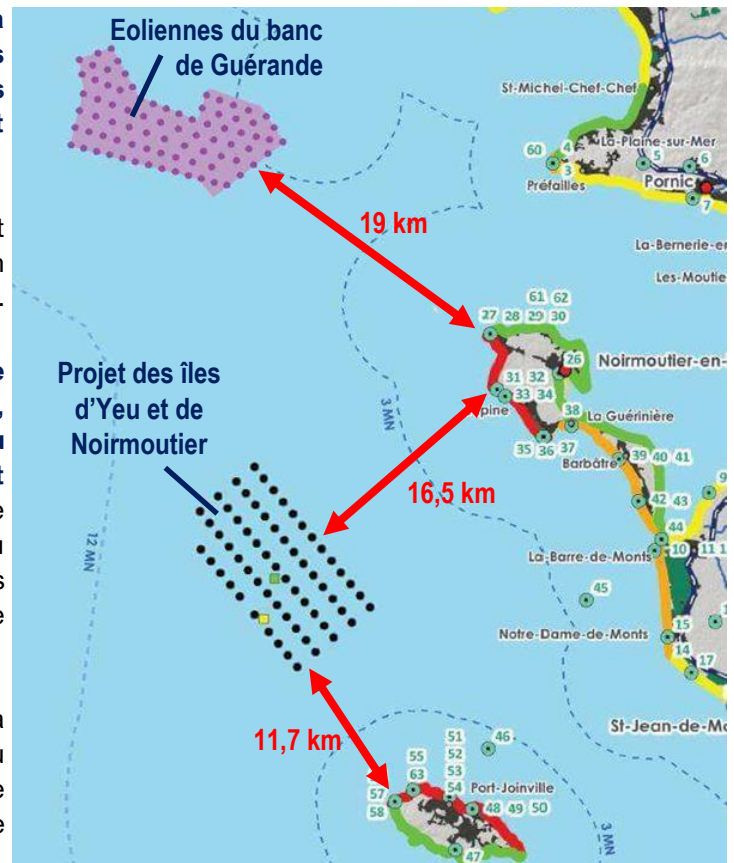 Eoliennes du banc
de Guérande
St-Michel-Chef-Chef
La-Plaine-sur-Mer
60 4
3
5 6
Préfailles
Pornic
7
19 km
La-Bernerie-en
Les-Moutie
61 62
27 28 29 30
26
Noirmoutier-en-
Projet des îles
d'Yeu et de
Noirmoutier
3 MN
31 32
pine 33 34
38 La Guérinière
35 36 37
Barbâtre
39 40 41
16,5 km
9
42 43
12 MN
44
La-Barre-de-Monts
10 11 1
45
15
Notre-Dame-de-Monts
14
17
St-Jean-de-Mo
11,7 km
51 46
55 52
63 53
54 Port-Joinville
57
58
48 49 50
47
3 MN